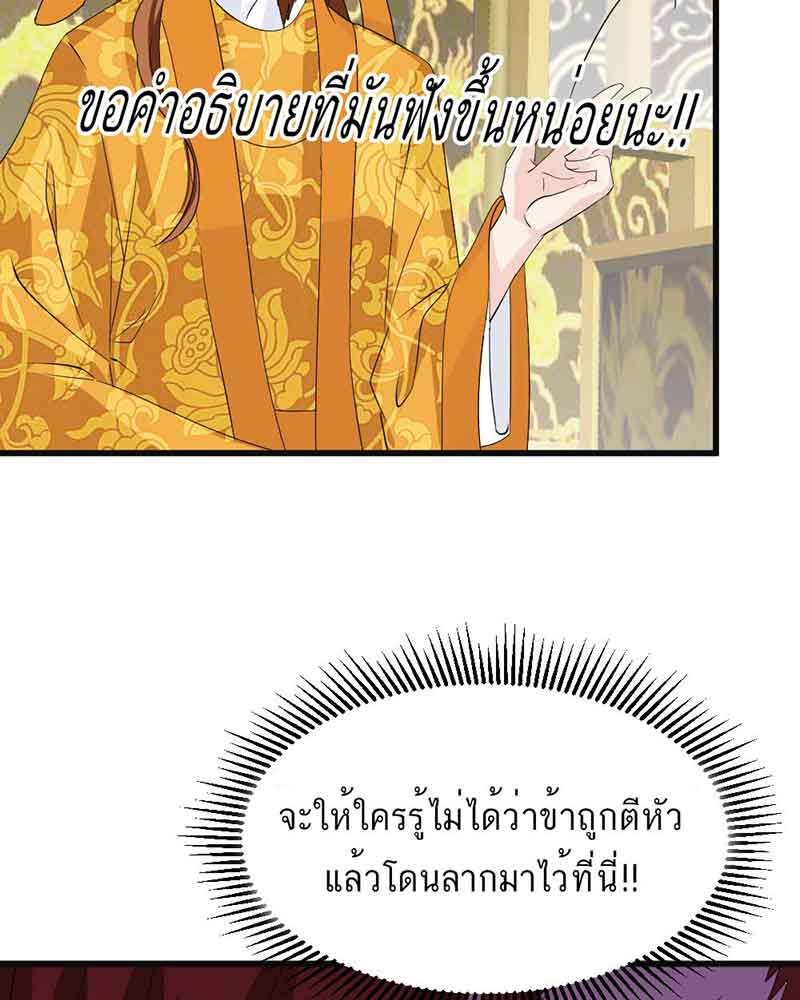 ขอคำอธิบายที่มันฟังขึ้นหน่อยนะ!!
จะให้ใครรู้ไม่ได้ว่าข้าถูกตีหัว
แล้วโดนลากมาไว้ที่นี่!!